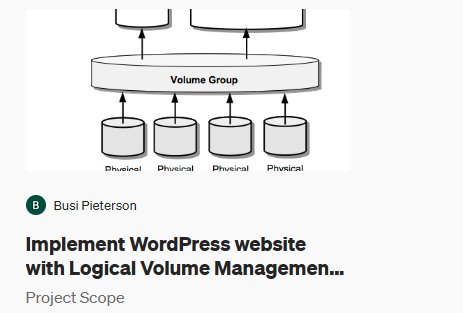 Volume Group
Physical Physical Physical Physical
B Busi Pieterson
Implement WordPress website
with Logical Volume Managemen...
Project Scope